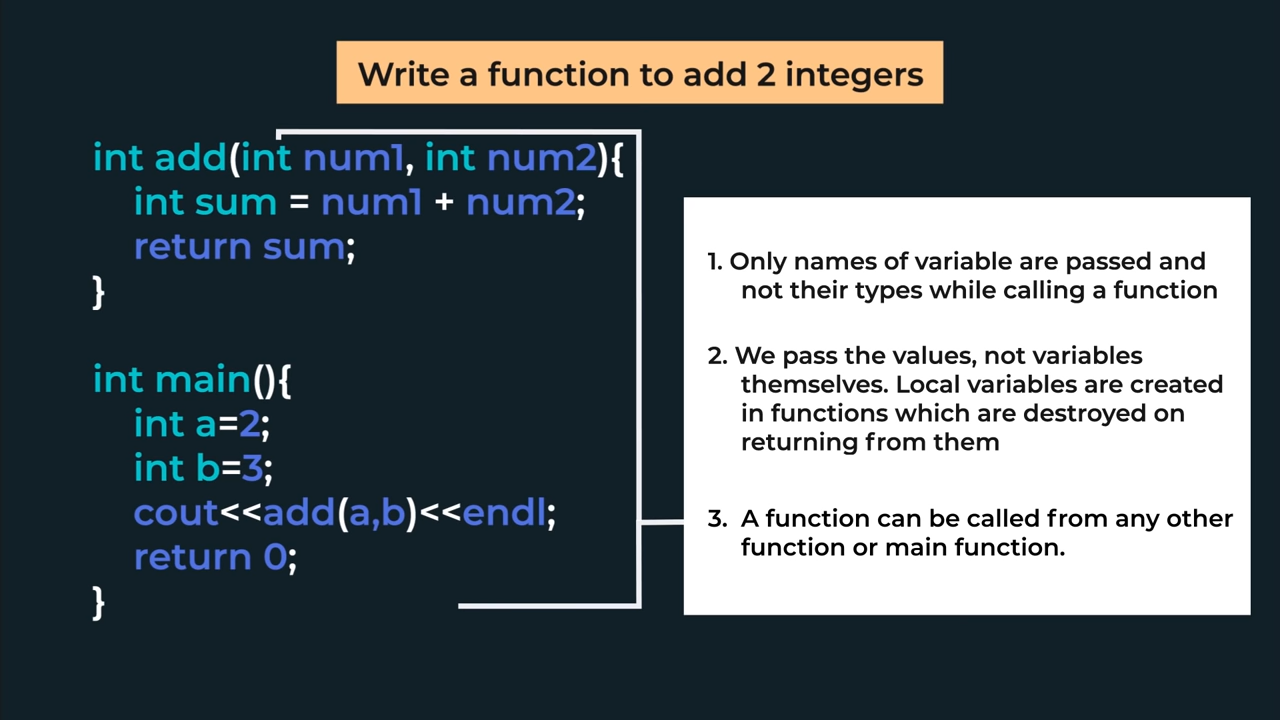 Write a function to add 2 integers
int add(int num1, int num2){
int sum = num1 + num2;
return sum;
}
int main(){
int a=2;
int b=3;
cout<<add(a,b)<<endl;
return 0;
}
1. Only names of variable are passed and
not their types while calling a function
2. We pass the values, not variables
themselves. Local variables are created
in functions which are destroyed on
returning from them
3. A function can be called from any other
function or main function.